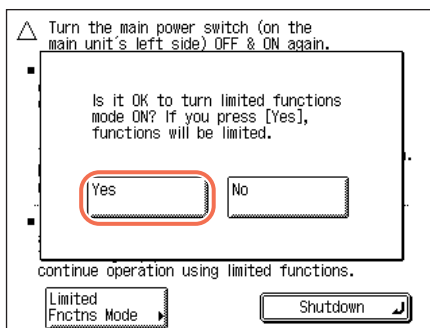 Turn the main power switch (on the
main unit's left side) OFF & ON again.
Is it OK to turn limited functions
mode ON? If you press [Yes],
functions will be limited.
Yes
No
continue operation using limited functions.
Limited
Fnctns Mode
Shutdown